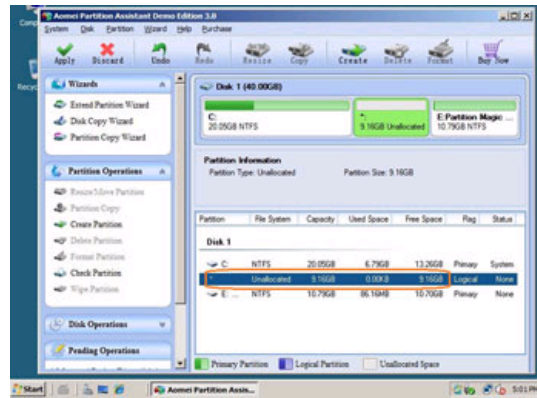 Comp
Recyc
Aomei Partition Assistant Demo Edition 3.0
System Disk Partition Wizard Help Purchase
Apply Discard Undo Redo Resize Copy Create Delete Format Buy Now
Wizards
Extend Partition Wizard
Disk Copy Wizard
Partition Copy Wizard
Partition Operations
Resize/Move Partition
Partition Copy
Create Partition
Delete Partition
Format Partition
Check Partition
Wipe Partition
Disk Operations
Pending Operations
Disk 1 (40.00GB)
C:
20.05GB NTFS
*:
9.16GB Unallocated
E:Partition Magic ...
10.79GB NTFS
Partition Information
Partition Type: Unallocated Partition Size: 9.16GB
Partition File System Capacity Used Space Free Space Flag Status
Disk 1
C: NTFS 20.05GB 6.79GB 13.26GB Primary System
* Unallocated 9.16GB 0.00KB 9.16GB Logical None
E: ... NTFS 10.79GB 86.16MB 10.70GB Primary None
Primary Partition Logical Partition Unallocated Space
Start Aomei Partition Assis... 5:01 PM